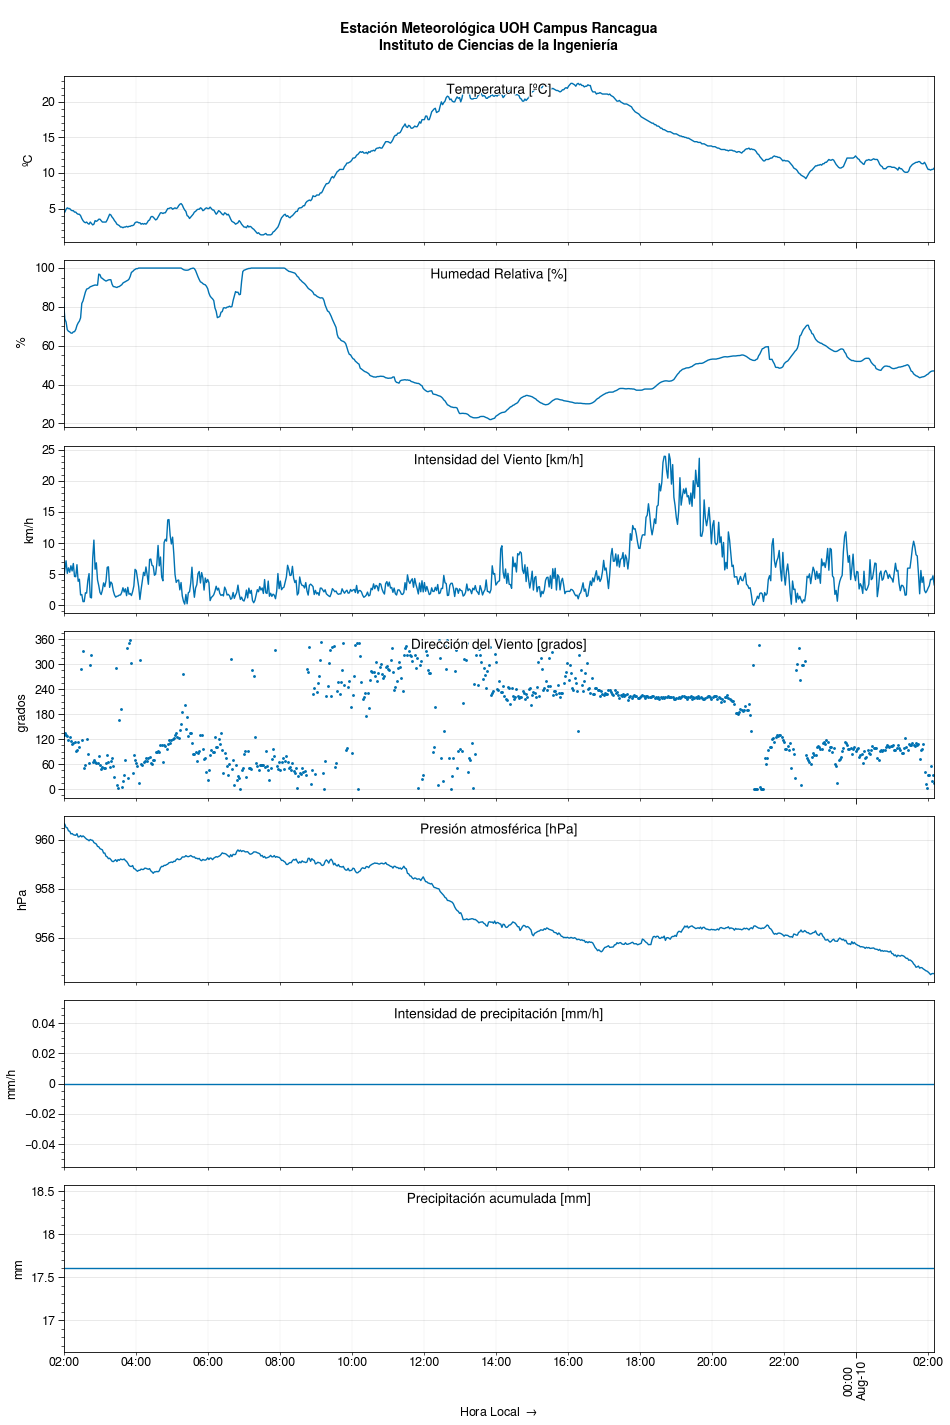 Estación Meteorológica UOH Campus Rancagua
Instituto de Ciencias de la Ingeniería
Temperatura [ºC]
ºC
20
15
10
5
Humedad Relativa [%]
%
100
80
60
40
20
Intensidad del Viento [km/h]
km/h
25
20
15
10
5
0
Dirección del Viento [grados]
grados
360
300
240
180
120
60
0
Presión atmosférica [hPa]
hPa
960
958
956
Intensidad de precipitación [mm/h]
mm/h
0.04
0.02
0
−0.02
−0.04
Precipitación acumulada [mm]
mm
18.5
18
17.5
17
02:00 04:00 06:00 08:00 10:00 12:00 14:00 16:00 18:00 20:00 22:00 00:00 02:00
Aug-10
Hora Local →